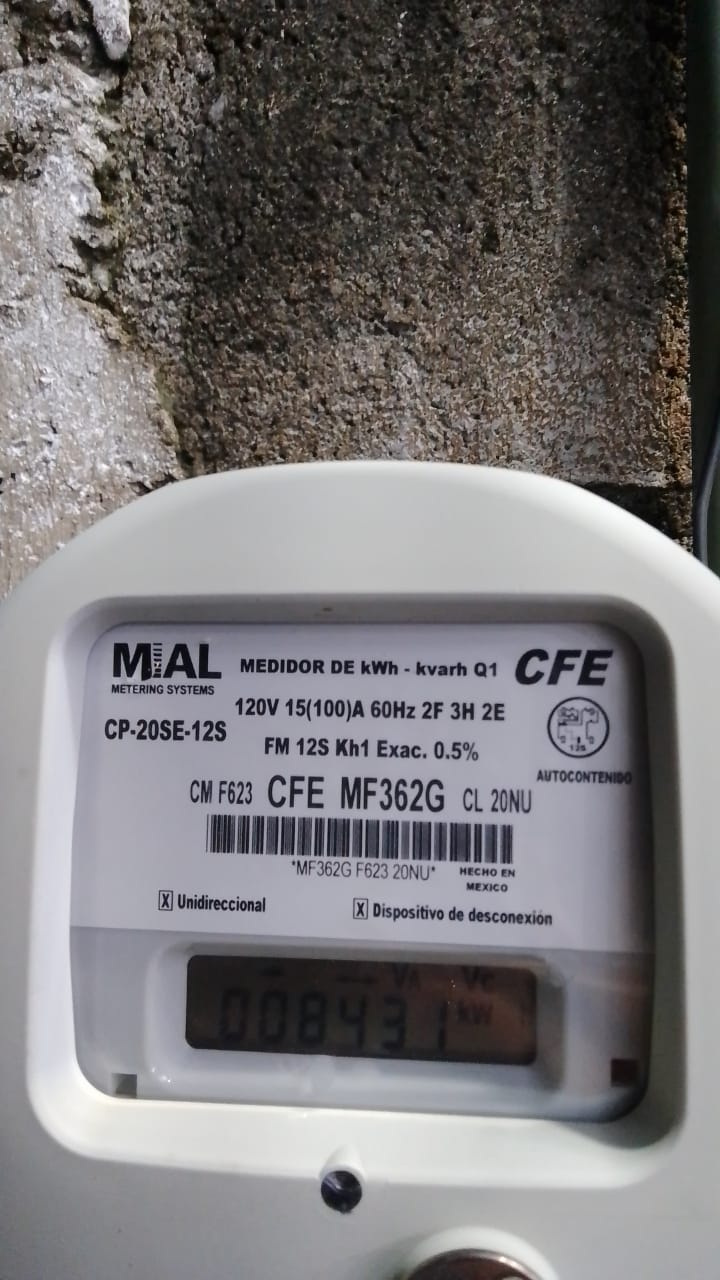 MIAL
METERING SYSTEMS
MEDIDOR DE kWh - kvarh Q1
CFE
120V 15(100)A 60Hz 2F 3H 2E
CP-20SE-12S
FM 12S Kh1 Exac. 0.5%
12S
AUTOCONTENIDO
CM F623 CFE MF362G CL 20NU
*MF362G F623 20NU*
HECHO EN
MEXICO
X Unidireccional
X Dispositivo de desconexión
VA VC
008431 kW